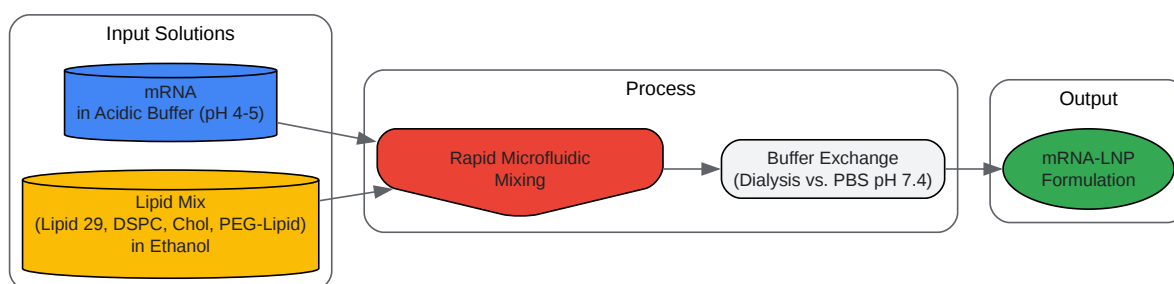 Input Solutions
mRNA
in Acidic Buffer (pH 4-5)
Lipid Mix
(Lipid 29, DSPC, Chol, PEG-Lipid)
in Ethanol
Process
Rapid Microfluidic
Mixing
Buffer Exchange
(Dialysis vs. PBS pH 7.4)
Output
mRNA-LNP
Formulation